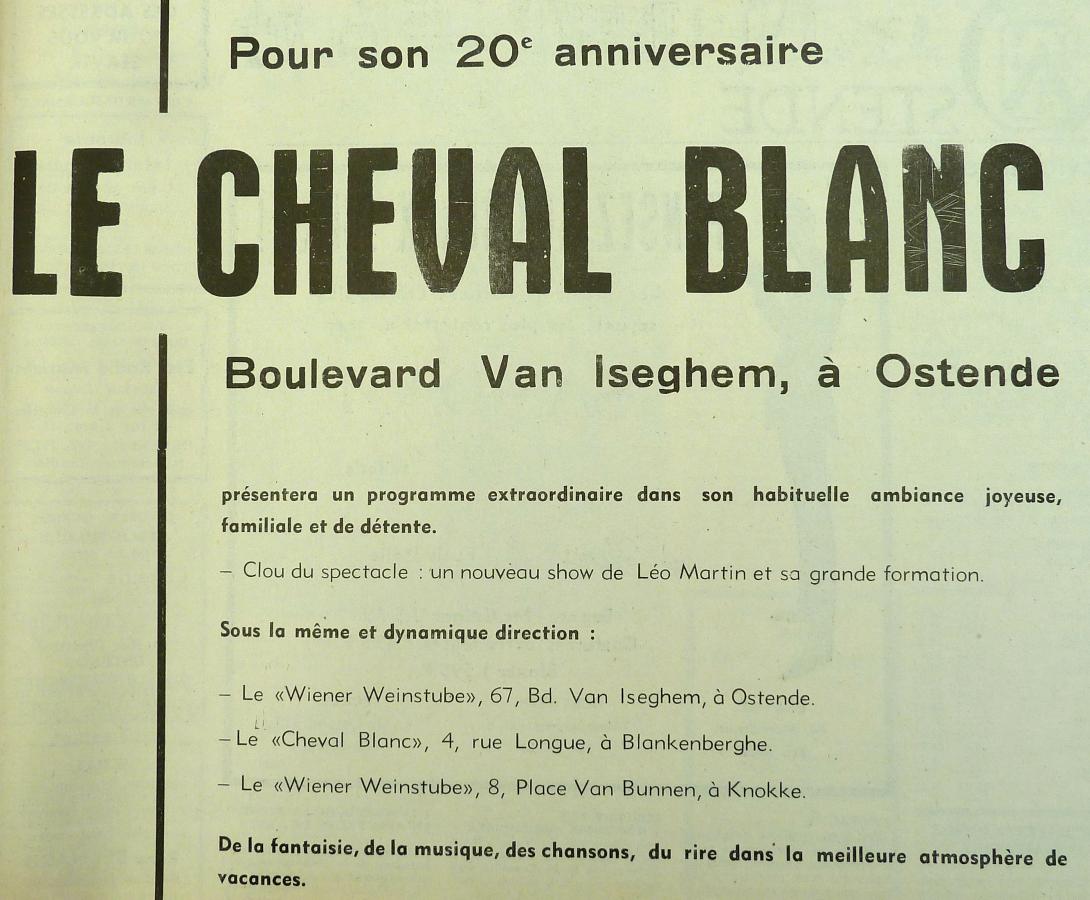 Pour son 20e anniversaire
LE CHEVAL BLANC
Boulevard Van Iseghem, à Ostende
présentera un programme extraordinaire dans son habituelle ambiance joyeuse,
familiale et de détente.
– Clou du spectacle : un nouveau show de Léo Martin et sa grande formation.
Sous la même et dynamique direction :
– Le «Wiener Weinstube», 67, Bd. Van Iseghem, à Ostende.
– Le «Cheval Blanc», 4, rue Longue, à Blankenberghe.
– Le «Wiener Weinstube», 8, Place Van Bunnen, à Knokke.
De la fantaisie, de la musique, des chansons, du rire dans la meilleure atmosphère de
vacances.